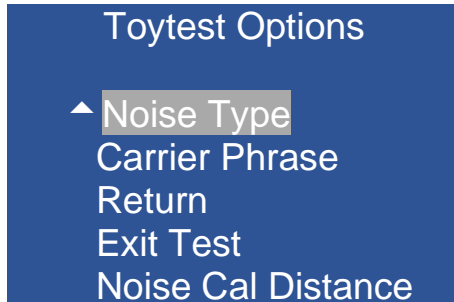 Toytest Options
Noise Type
Carrier Phrase
Return
Exit Test
Noise Cal Distance